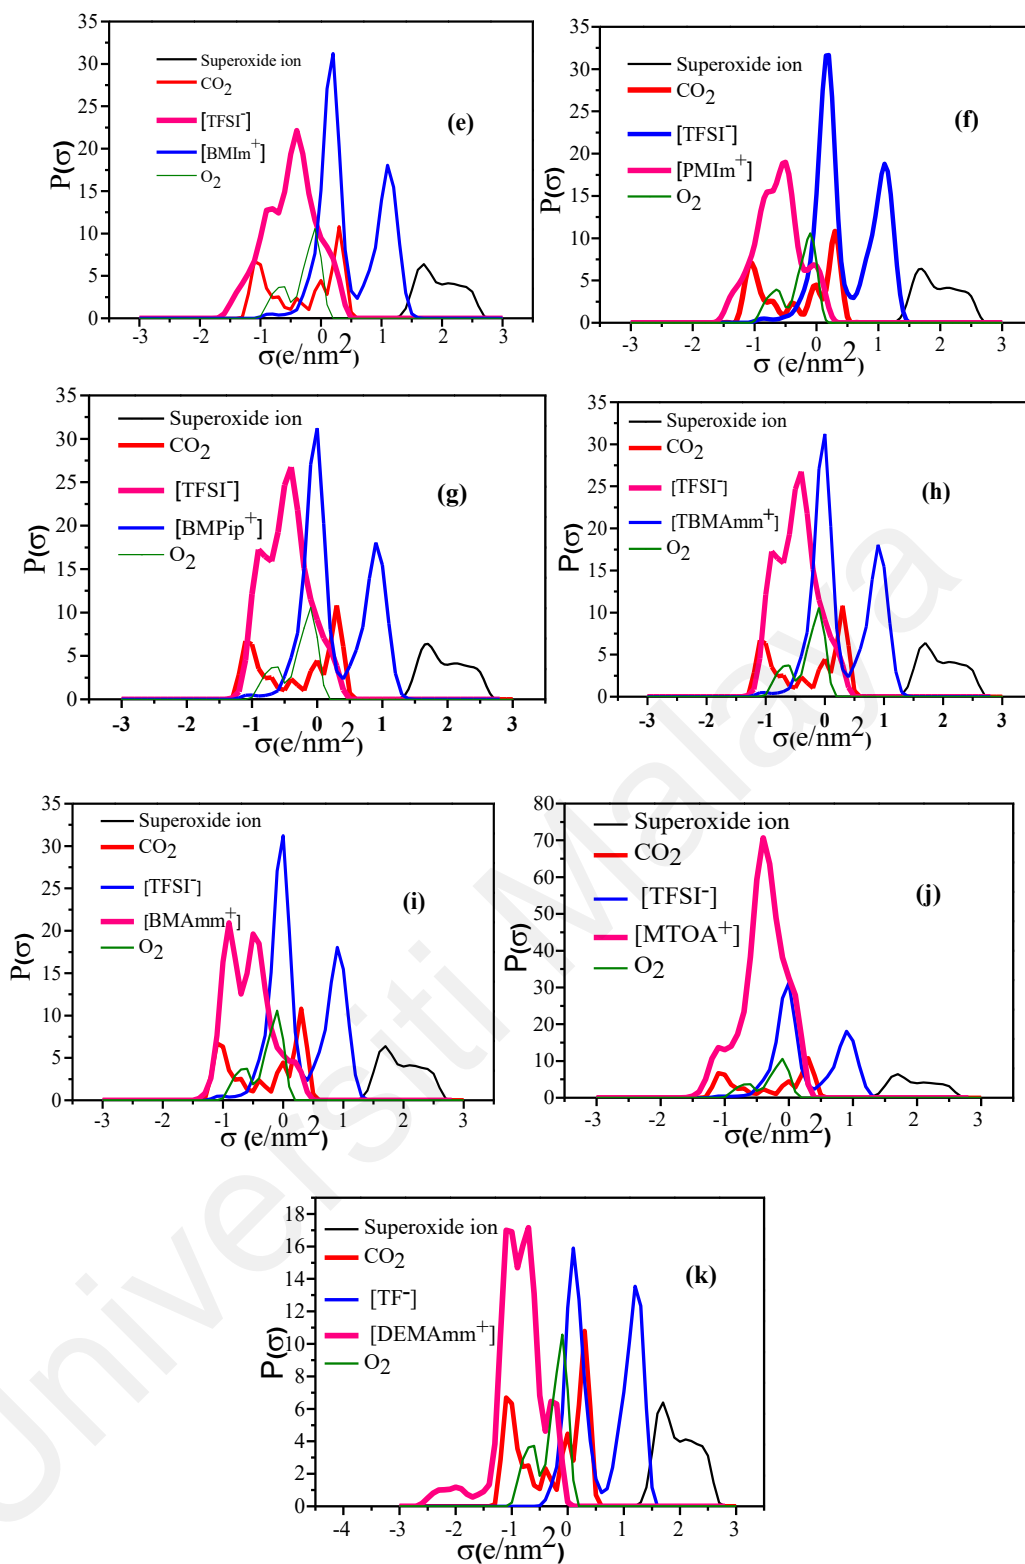 35
30
25
20
15
10
5
0
P(σ)
Superoxide ion
CO2
[TFSI-]
[BMIm+]
O2
(e)
-3 -2 -1 0 1 2 3
σ(e/nm2)
35
30
25
20
15
10
5
0
P(σ)
Superoxide ion
CO2
[TFSI-]
[PMIm+]
O2
(f)
-3 -2 -1 0 1 2 3
σ (e/nm2)
35
30
25
20
15
10
5
0
P(σ)
Superoxide ion
CO2
[TFSI-]
[BMPip+]
O2
(g)
-3 -2 -1 0 1 2 3
σ(e/nm2)
35
30
25
20
15
10
5
0
P(σ)
Superoxide ion
CO2
[TFSI-]
[TBMAmm+]
O2
(h)
-3 -2 -1 0 1 2 3
σ(e/nm2)
35
30
25
20
15
10
5
0
P(σ)
Superoxide ion
CO2
[TFSI-]
[BMAmm+]
O2
(i)
-3 -2 -1 0 1 2 3
σ (e/nm2)
80
70
60
50
40
30
20
10
0
P(σ)
Superoxide ion
CO2
[TFSI-]
[MTOA+]
O2
(j)
-3 -2 -1 0 1 2 3
σ(e/nm2)
18
16
14
12
10
8
6
4
2
0
P(σ)
Superoxide ion
CO2
[TF-]
[DEMAmm+]
O2
(k)
-4 -3 -2 -1 0 1 2 3
σ(e/nm2)
Universiti Malaya